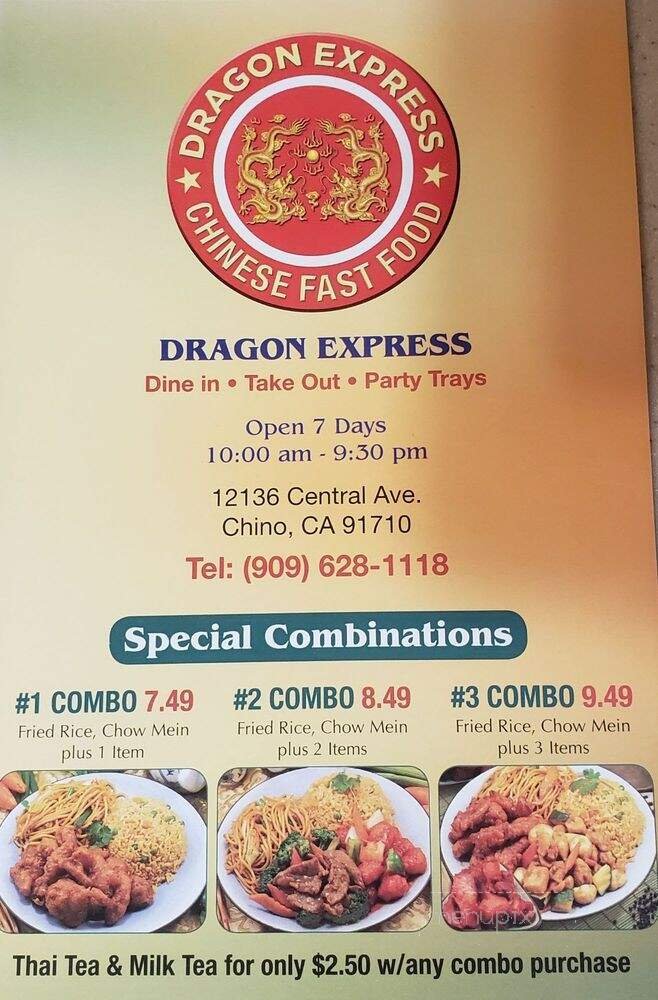 DRAGON EXPRESS
CHINESE FAST FOOD
DRAGON EXPRESS
Dine in • Take Out • Party Trays
Open 7 Days
10:00 am - 9:30 pm
12136 Central Ave.
Chino, CA 91710
Tel: (909) 628-1118
Special Combinations
#1 COMBO 7.49
Fried Rice, Chow Mein
plus 1 Item
#2 COMBO 8.49
Fried Rice, Chow Mein
plus 2 Items
#3 COMBO 9.49
Fried Rice, Chow Mein
plus 3 Items
Thai Tea & Milk Tea for only $2.50 w/any combo purchase